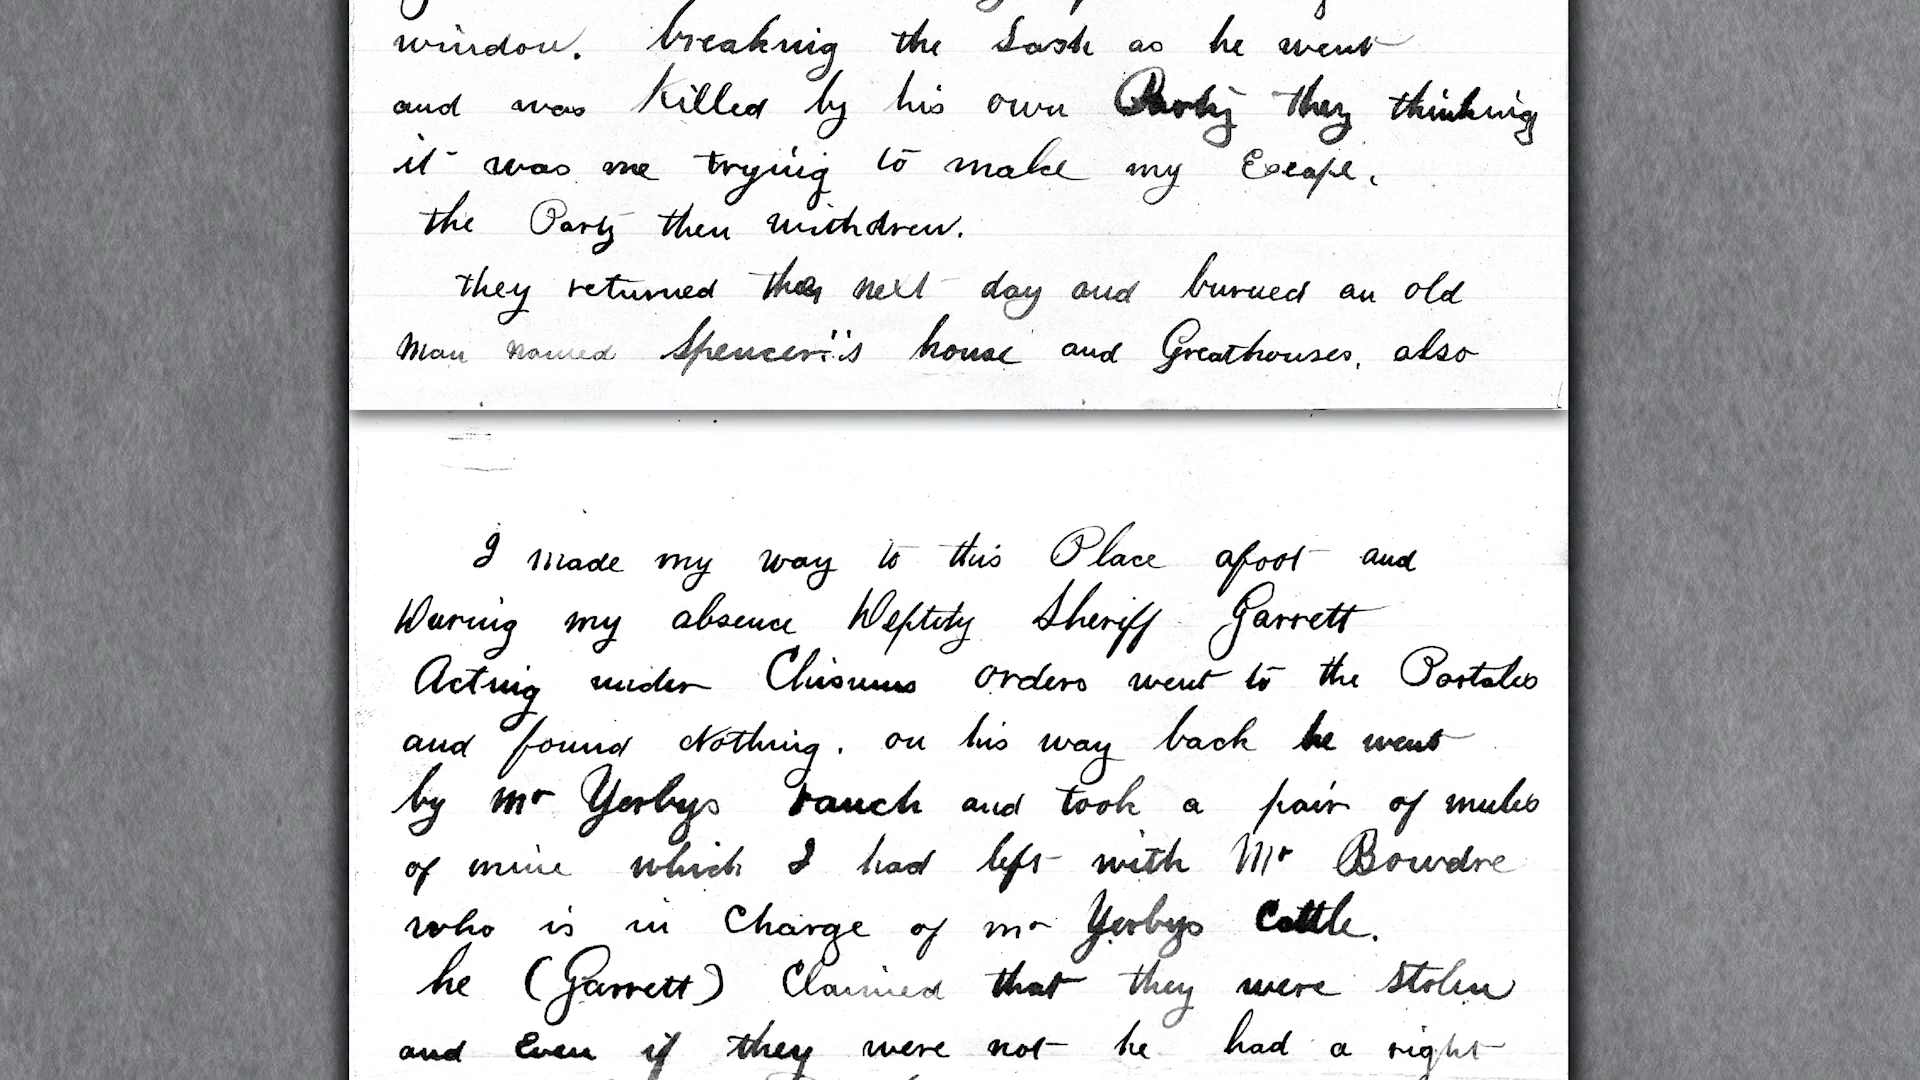 window. breaking the Sash as he went
and was killed by his own Party they thinking
it was me trying to make my Escape.
the Party then withdrew.
they returned the next day and burned an old
man named Spencer's house and Greathouses, also
I made my way to this Place afoot and
During my absence Deptity Sheriff Garrett
Acting under Chisums orders went to the Portales
and found Nothing. on his way back he went
by mr Yerbys ranch and took a pair of mules
of mine which I had left with Mr Bowdre
who is in Charge of mr Yerbys Cattle.
he (Garrett) Claimed that they were stolen
and Even if they were not he had a right